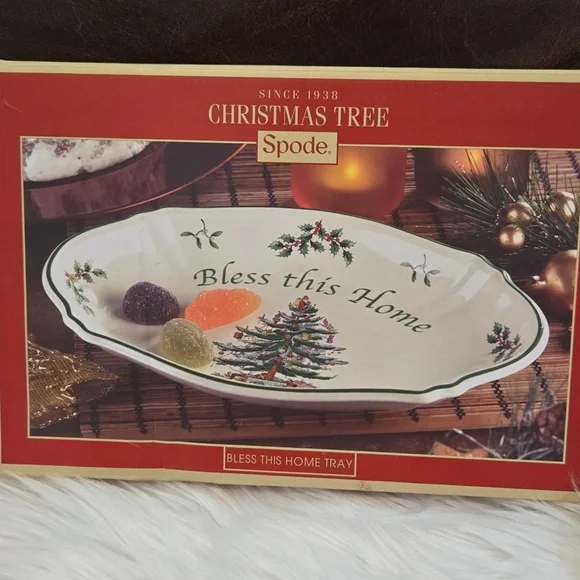 SINCE 1938
CHRISTMAS TREE
Spode®
Bless this Home
BLESS THIS HOME TRAY